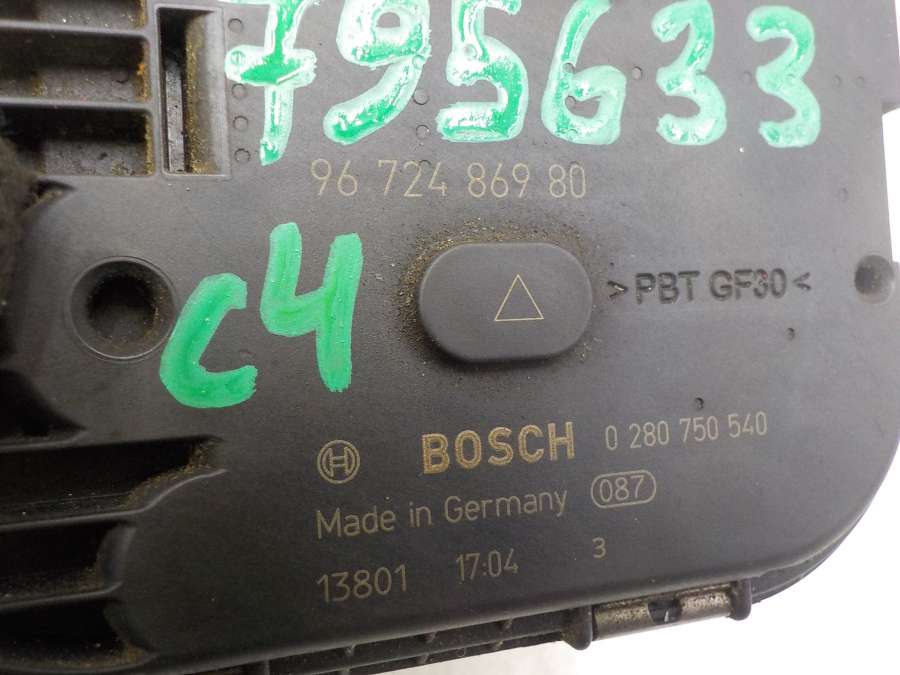 795633
96 724 869 80
C4
>PBT GF30<
BOSCH 0 280 750 540
Made in Germany 087
13801 17:04 3